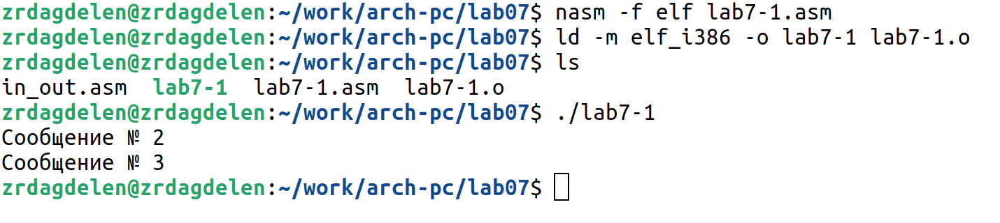 zrdagdelen@zrdagdelen:~/work/arch-pc/lab07$ nasm -f elf lab7-1.asm
zrdagdelen@zrdagdelen:~/work/arch-pc/lab07$ ld -m elf_i386 -o lab7-1 lab7-1.o
zrdagdelen@zrdagdelen:~/work/arch-pc/lab07$ ls
in_out.asm  lab7-1  lab7-1.asm  lab7-1.o
zrdagdelen@zrdagdelen:~/work/arch-pc/lab07$ ./lab7-1
Сообщение № 2
Сообщение № 3
zrdagdelen@zrdagdelen:~/work/arch-pc/lab07$